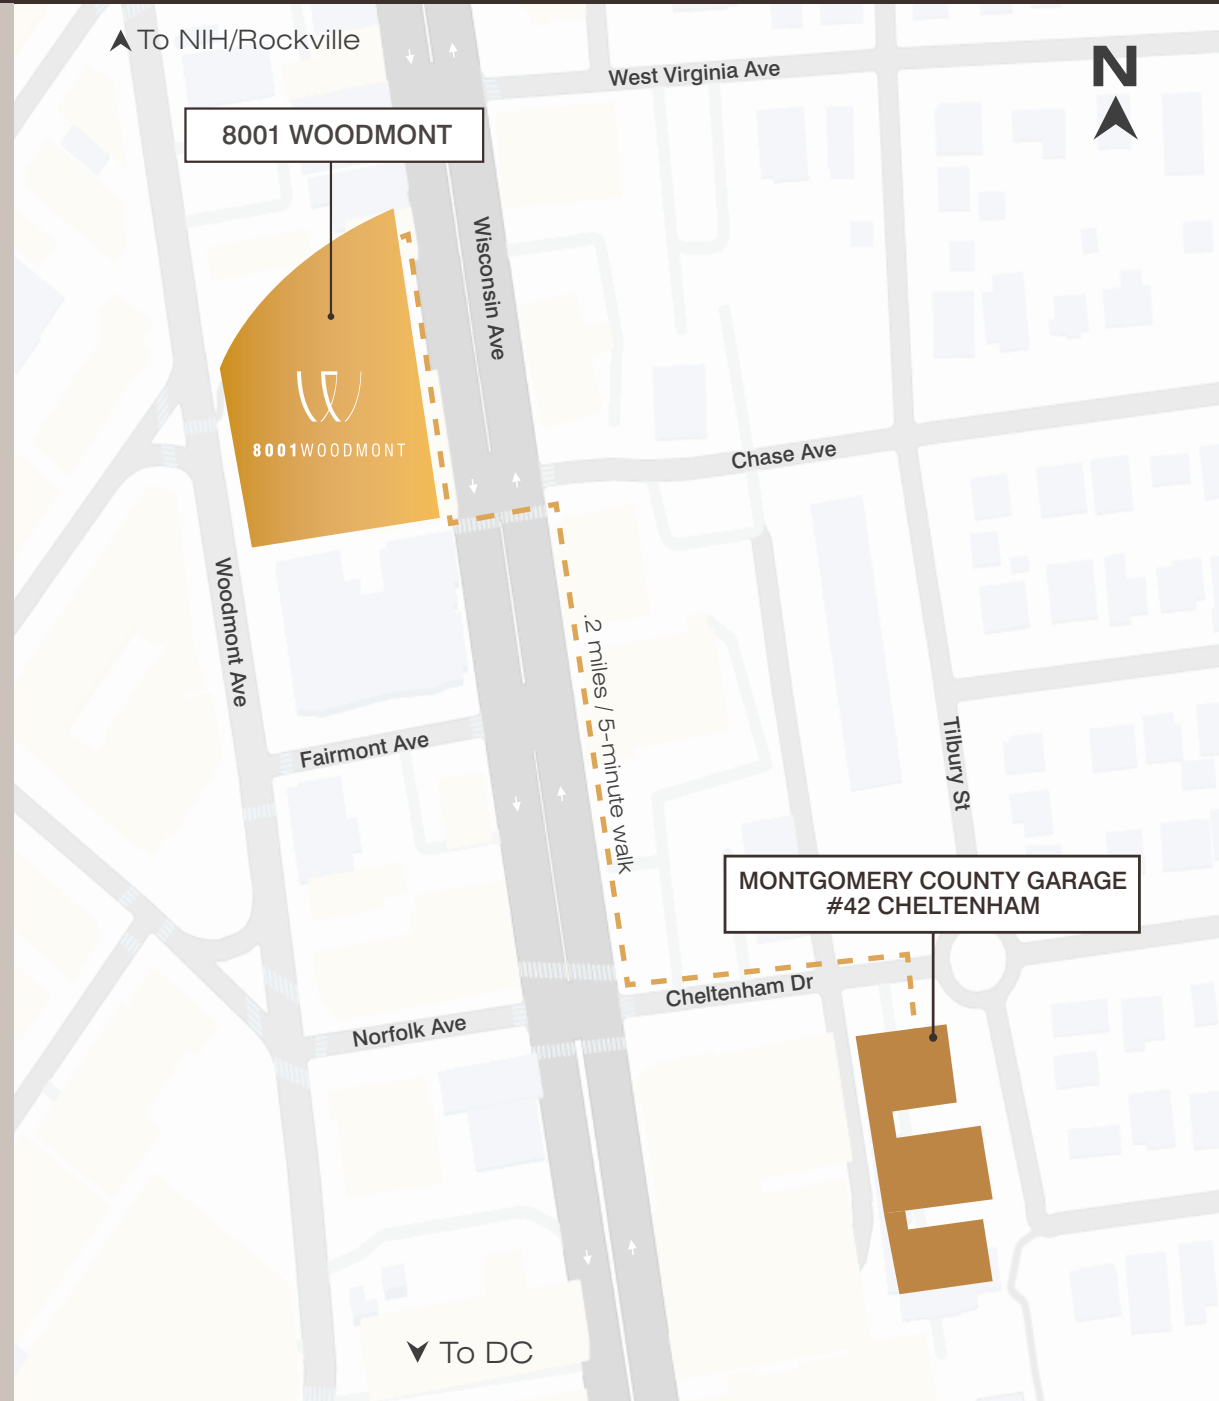 To NIH/Rockville
N
West Virginia Ave
8001 WOODMONT
Wisconsin Ave
8001WOODMONT
Chase Ave
Woodmont Ave
.2 miles / 5-minute walk
Fairmont Ave
Tilbury St
MONTGOMERY COUNTY GARAGE
#42 CHELTENHAM
Cheltenham Dr
Norfolk Ave
To DC